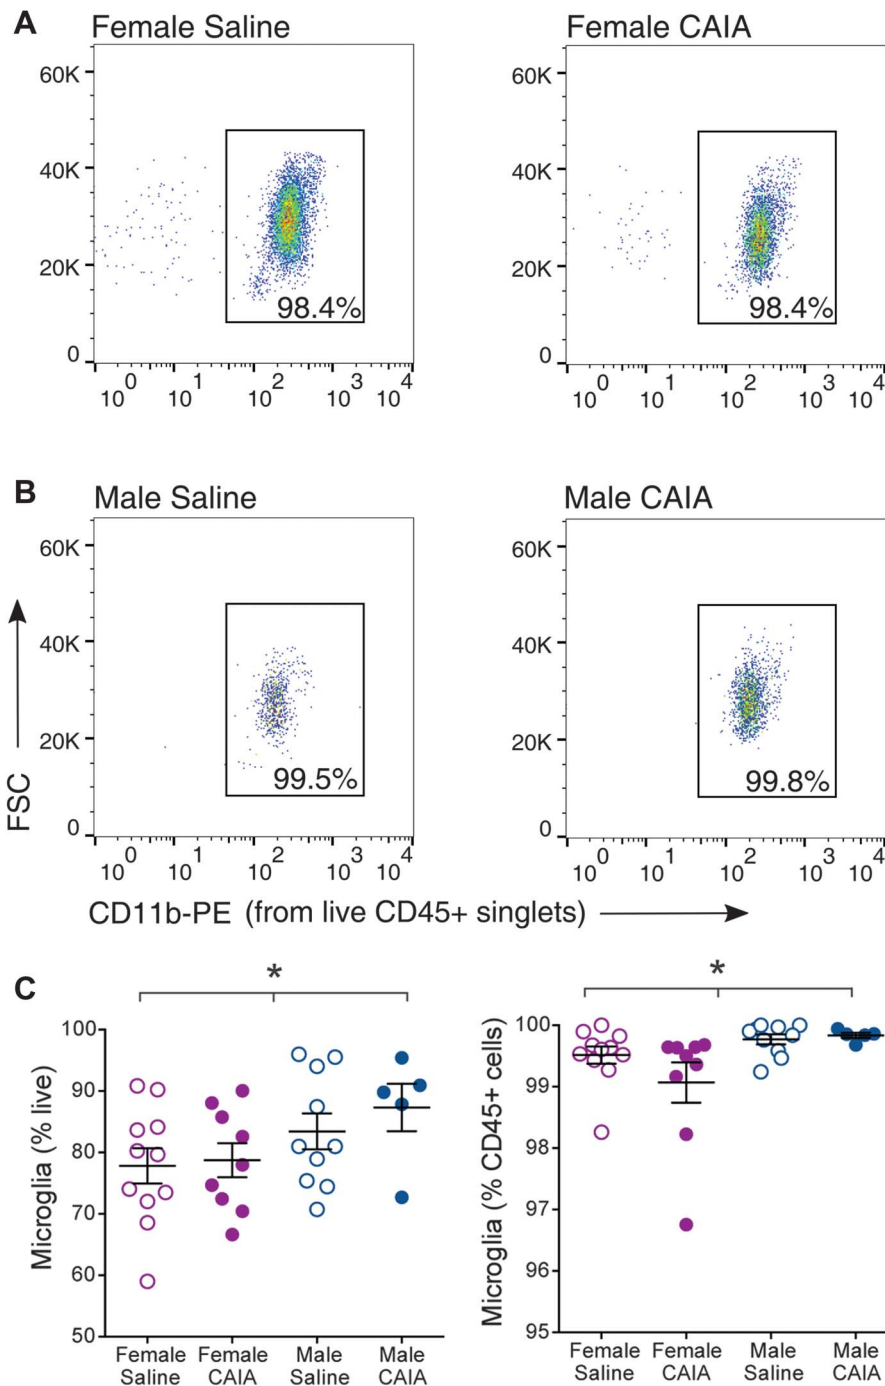 A
Female Saline
Female CAIA
60K
40K
20K
0
98.4%
10^0 10^1 10^2 10^3 10^4
60K
40K
20K
0
98.4%
10^0 10^1 10^2 10^3 10^4
B
Male Saline
Male CAIA
60K
40K
20K
0
99.5%
10^0 10^1 10^2 10^3 10^4
60K
40K
20K
0
99.8%
10^0 10^1 10^2 10^3 10^4
FSC
CD11b-PE (from live CD45+ singlets)
C
*
Microglia (% live)
100
90
80
70
60
50
Female Saline
Female CAIA
Male Saline
Male CAIA
*
Microglia (% CD45+ cells)
100
99
98
97
96
95
Female Saline
Female CAIA
Male Saline
Male CAIA